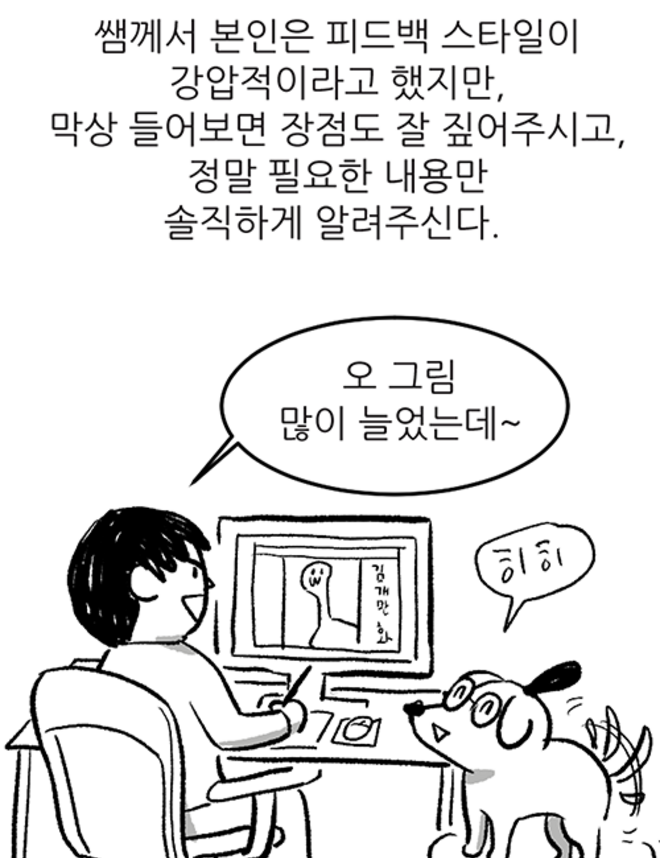 쌤께서 본인은 피드백 스타일이
강압적이라고 했지만,
막상 들어보면 장점도 잘 짚어주시고,
정말 필요한 내용만
솔직하게 알려주신다.
오 그림
많이 늘었는데~
히히
김개만화